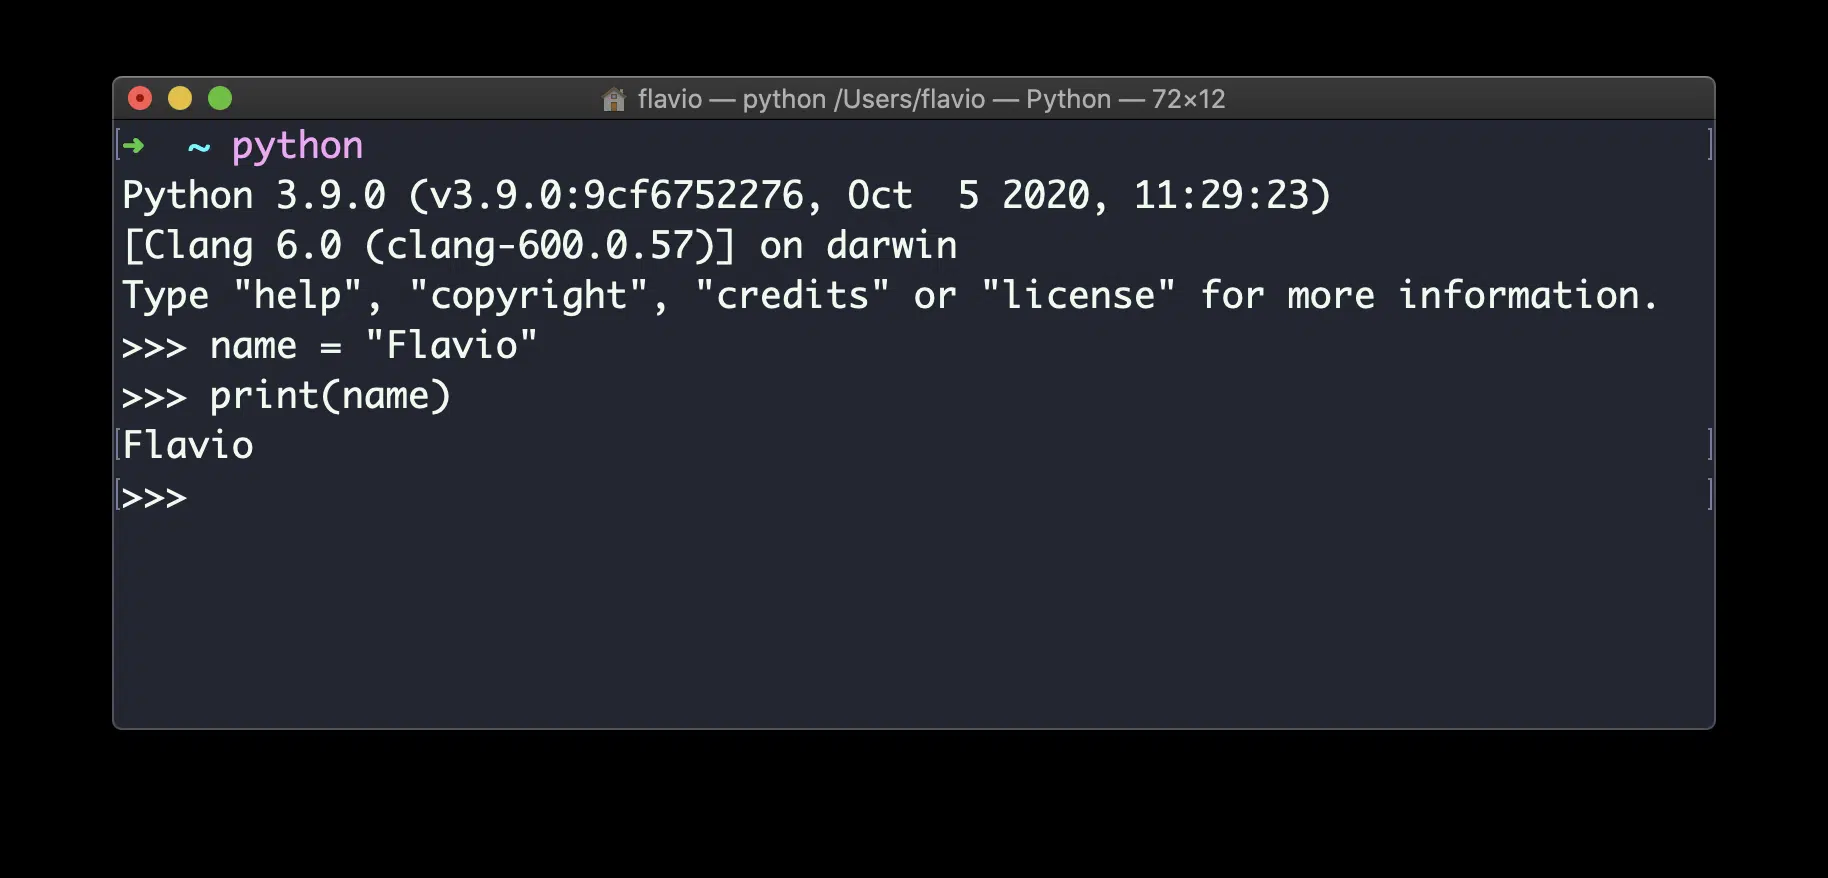 flavio — python /Users/flavio — Python — 72×12
➜  ~ python
Python 3.9.0 (v3.9.0:9cf6752276, Oct  5 2020, 11:29:23)
[Clang 6.0 (clang-600.0.57)] on darwin
Type "help", "copyright", "credits" or "license" for more information.
>>> name = "Flavio"
>>> print(name)
Flavio
>>>